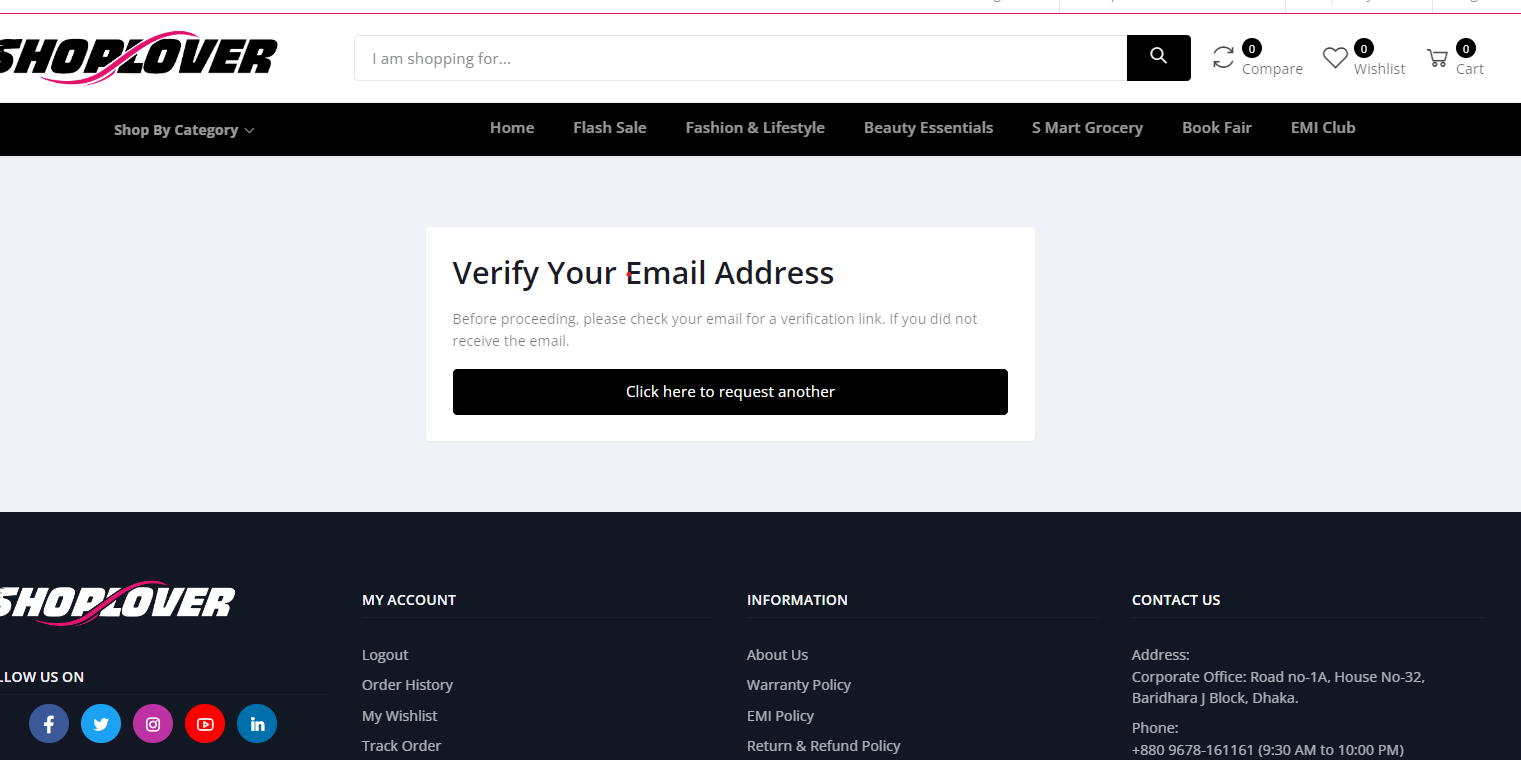 SHOPLOVER
I am shopping for...
0
Compare
0
Wishlist
0
Cart
Shop By Category
Home
Flash Sale
Fashion & Lifestyle
Beauty Essentials
S Mart Grocery
Book Fair
EMI Club
Verify Your Email Address
Before proceeding, please check your email for a verification link. If you did not
receive the email.
Click here to request another
SHOPLOVER
LLOW US ON
MY ACCOUNT
Logout
Order History
My Wishlist
Track Order
INFORMATION
About Us
Warranty Policy
EMI Policy
Return & Refund Policy
CONTACT US
Address:
Corporate Office: Road no-1A, House No-32,
Baridhara J Block, Dhaka.
Phone:
+880 9678-161161 (9:30 AM to 10:00 PM)